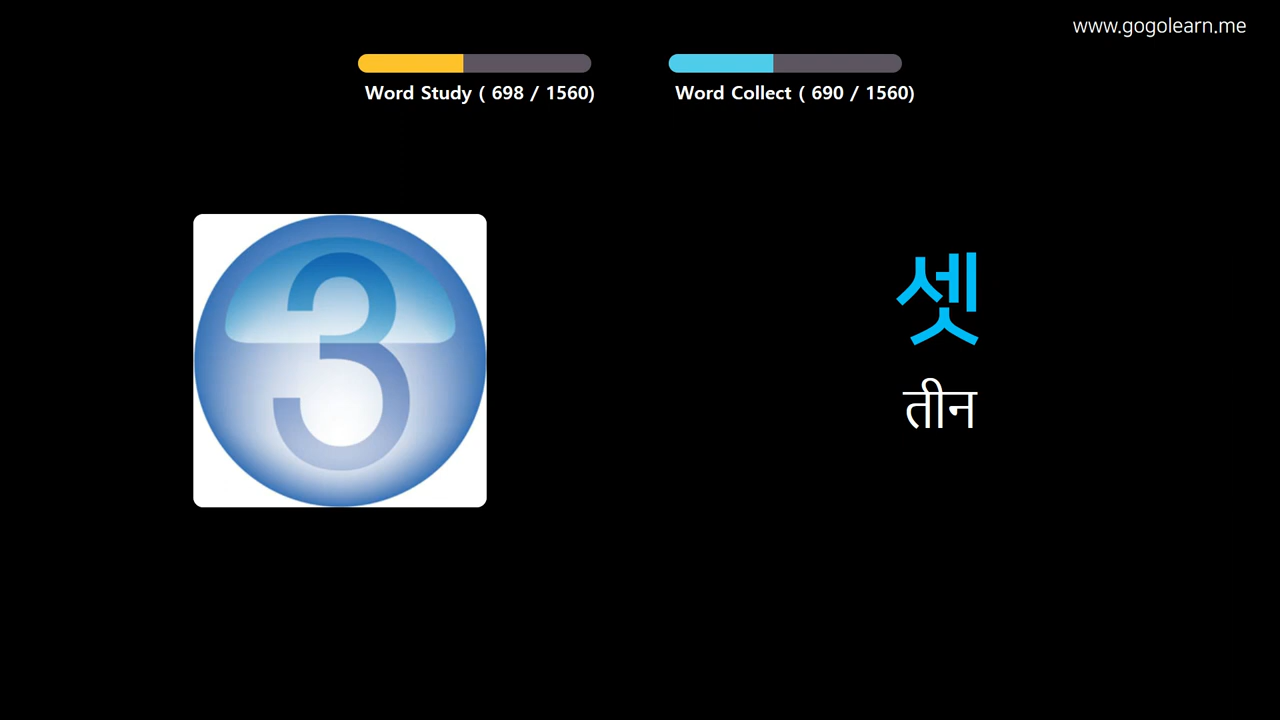 www.gogolearn.me
Word Study ( 698 / 1560)
Word Collect ( 690 / 1560)
3
셋
तीन